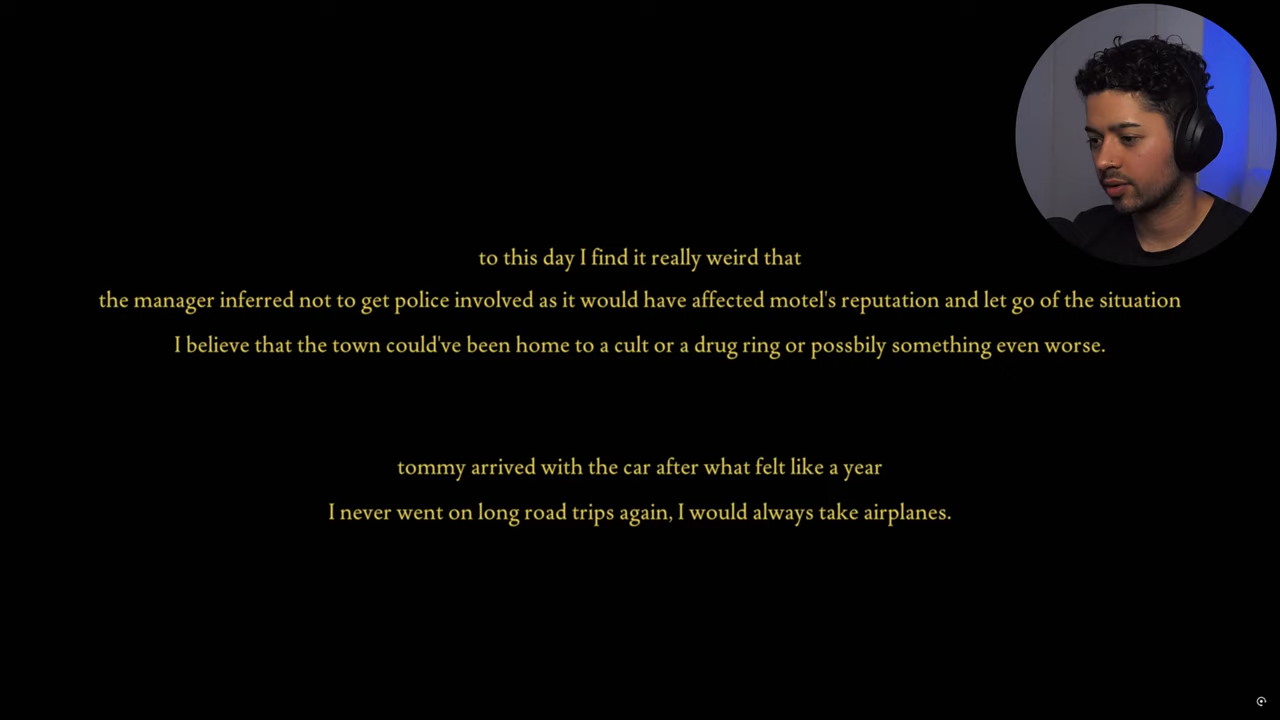 to this day I find it really weird that
the manager inferred not to get police involved as it would have affected motel's reputation and let go of the situation
I believe that the town could've been home to a cult or a drug ring or possbily something even worse.
tommy arrived with the car after what felt like a year
I never went on long road trips again, I would always take airplanes.